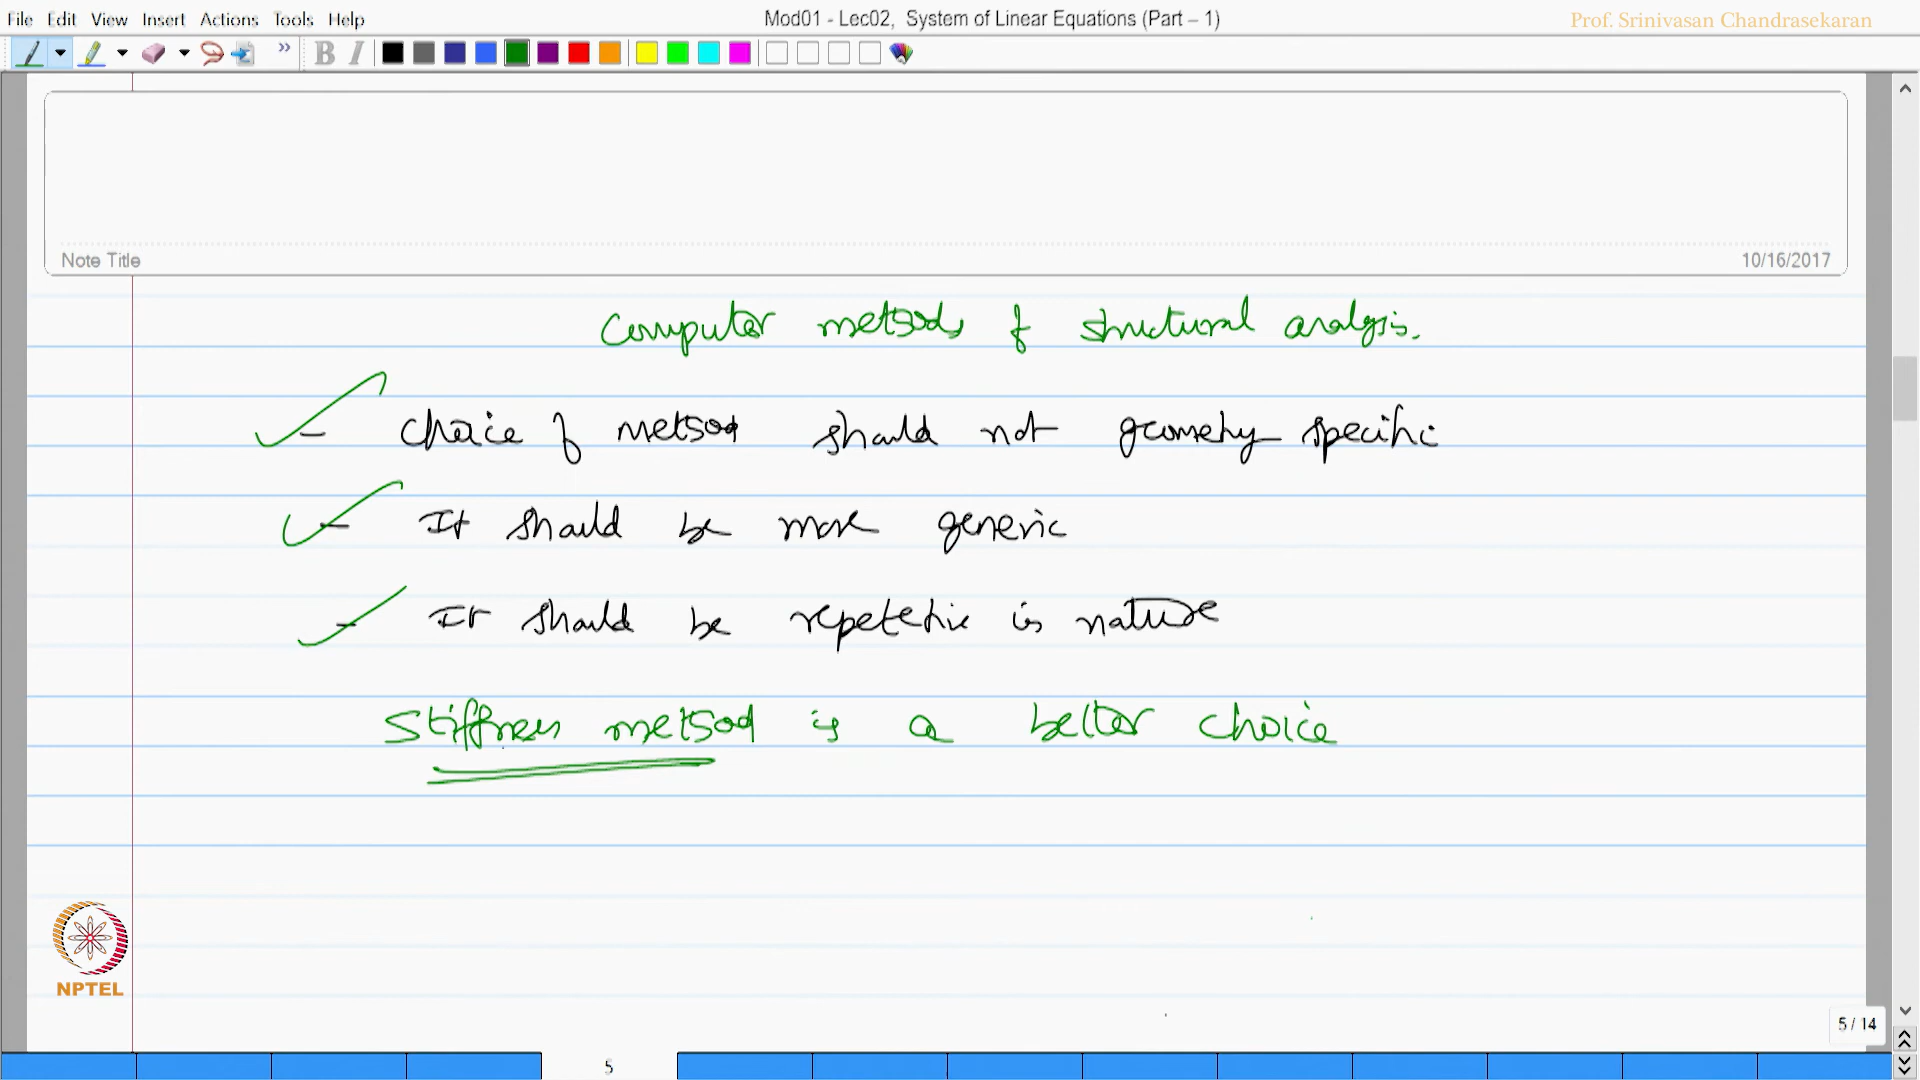 File Edit View Insert Actions Tools Help
Mod01 - Lec02, System of Linear Equations (Part – 1)
Prof. Srinivasan Chandrasekaran
B I
Note Title
10/16/2017
Computer methods of structural analysis.
- Choice of method should not geometry specific
- It should be more generic
- It should be repetetive is nature
Stiffness method is a better choice
NPTEL
5 / 14
5